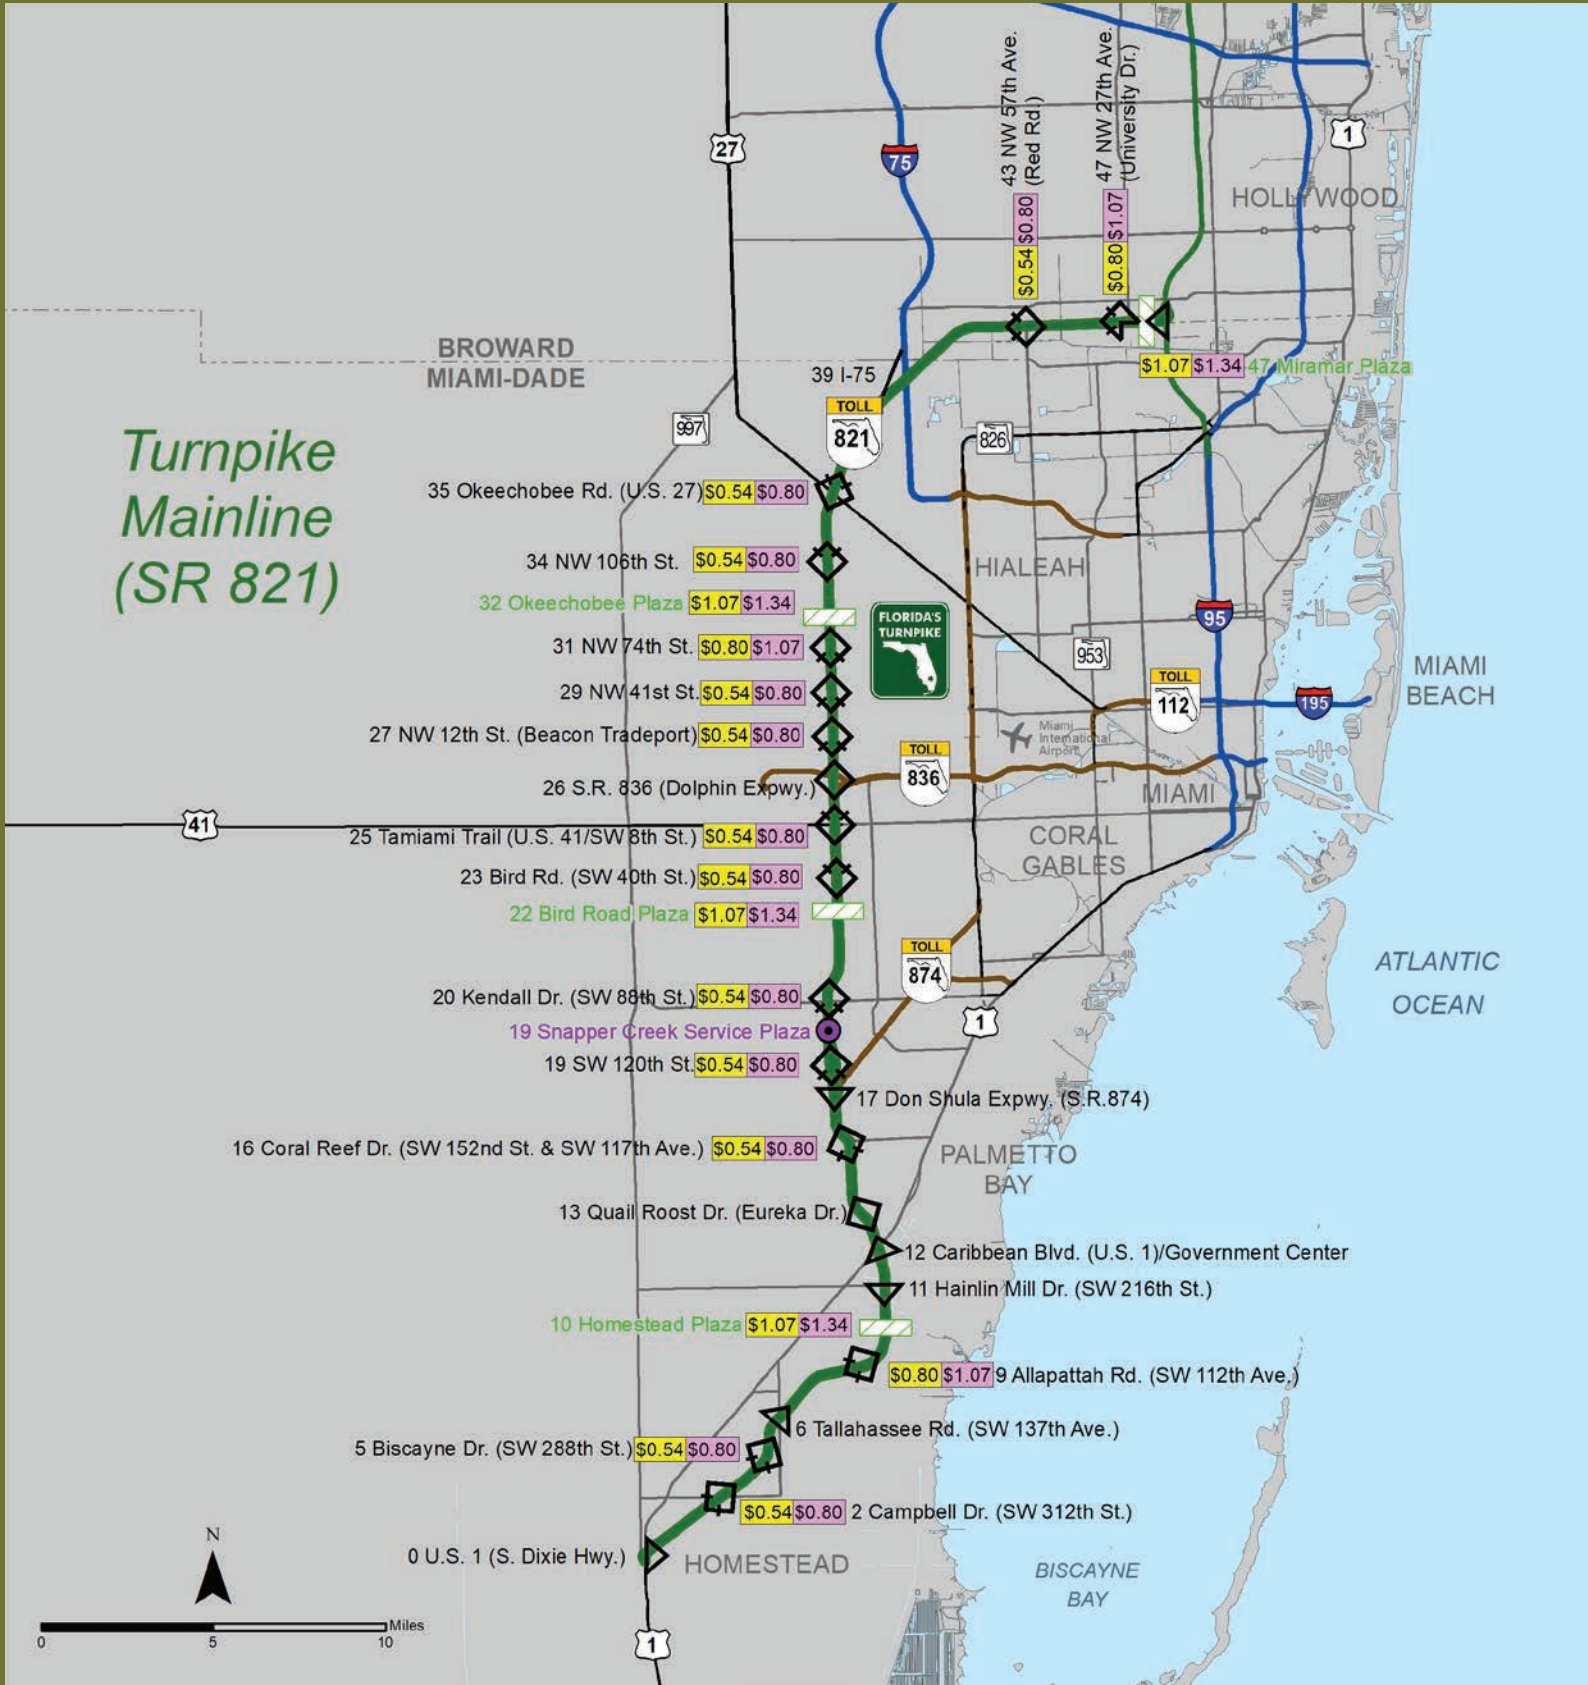 43 NW 57th Ave.
(Red Rd.)
$0.54 $0.80
47 NW 27th Ave.
(University Dr.)
$0.80 $1.07
27
75
1
HOLLYWOOD
BROWARD
MIAMI-DADE
39 I-75
$1.07 $1.34 47 Miramar Plaza
TOLL
821
997
826
Turnpike
Mainline
(SR 821)
35 Okeechobee Rd. (U.S. 27) $0.54 $0.80
34 NW 106th St. $0.54 $0.80
HIALEAH
32 Okeechobee Plaza $1.07 $1.34
FLORIDA'S
TURNPIKE
95
31 NW 74th St. $0.80 $1.07
953
MIAMI
BEACH
29 NW 41st St. $0.54 $0.80
TOLL
112
195
27 NW 12th St. (Beacon Tradeport) $0.54 $0.80
Miami
International
Airport
TOLL
836
26 S.R. 836 (Dolphin Expwy.)
MIAMI
41
25 Tamiami Trail (U.S. 41/SW 8th St.) $0.54 $0.80
CORAL
GABLES
23 Bird Rd. (SW 40th St.) $0.54 $0.80
22 Bird Road Plaza $1.07 $1.34
TOLL
874
ATLANTIC
OCEAN
20 Kendall Dr. (SW 88th St.) $0.54 $0.80
1
19 Snapper Creek Service Plaza
19 SW 120th St. $0.54 $0.80
17 Don Shula Expwy. (S.R.874)
16 Coral Reef Dr. (SW 152nd St. & SW 117th Ave.) $0.54 $0.80
PALMETTO
BAY
13 Quail Roost Dr. (Eureka Dr.)
12 Caribbean Blvd. (U.S. 1)/Government Center
11 Hainlin Mill Dr. (SW 216th St.)
10 Homestead Plaza $1.07 $1.34
$0.80 $1.07 9 Allapattah Rd. (SW 112th Ave.)
6 Tallahassee Rd. (SW 137th Ave.)
5 Biscayne Dr. (SW 288th St.) $0.54 $0.80
$0.54 $0.80 2 Campbell Dr. (SW 312th St.)
0 U.S. 1 (S. Dixie Hwy.)
HOMESTEAD
BISCAYNE
BAY
N
Miles
0 5 10
1